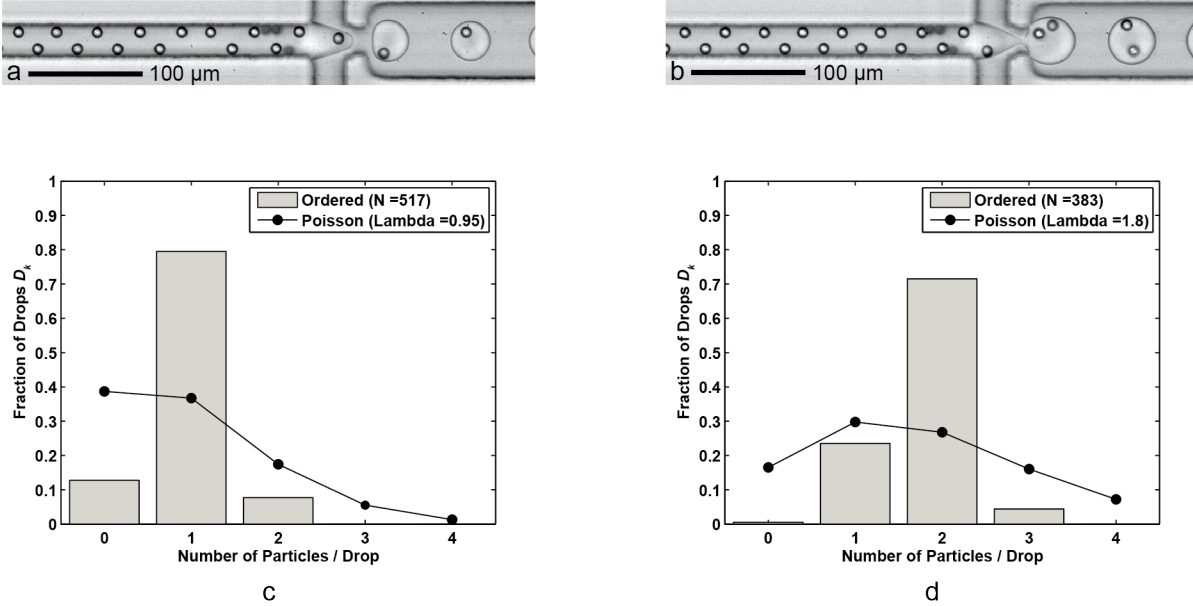 a 100 µm
b 100 µm
Fraction of Drops Dk
1
0.9
0.8
0.7
0.6
0.5
0.4
0.3
0.2
0.1
0
Ordered (N =517)
Poisson (Lambda =0.95)
0 1 2 3 4
Number of Particles / Drop
c
Fraction of Drops Dk
1
0.9
0.8
0.7
0.6
0.5
0.4
0.3
0.2
0.1
0
Ordered (N =383)
Poisson (Lambda =1.8)
0 1 2 3 4
Number of Particles / Drop
d